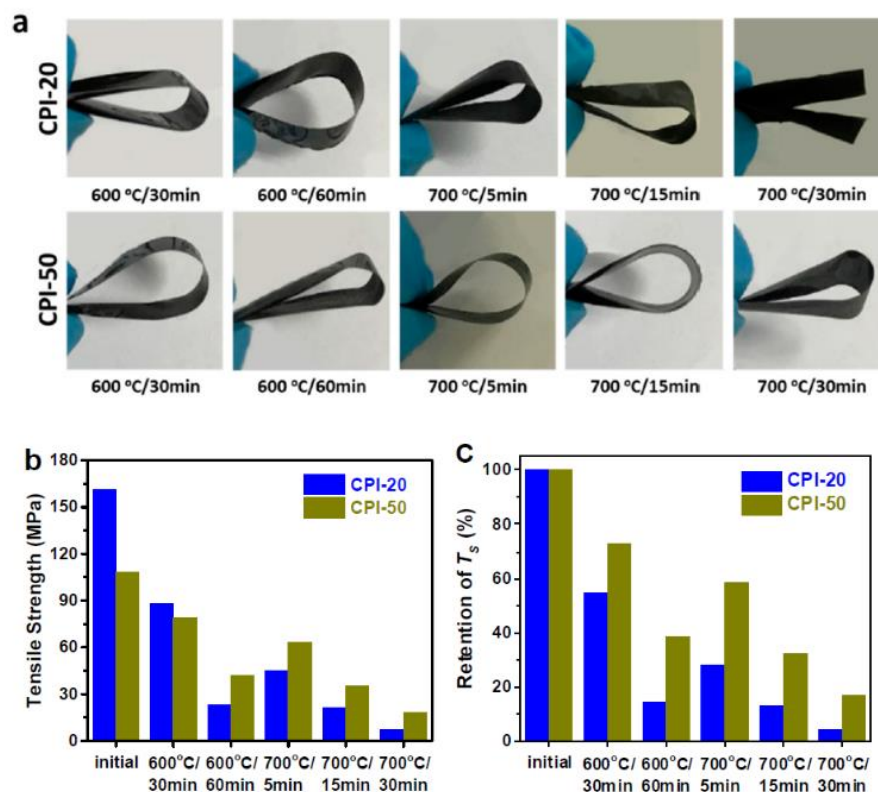 a
CPI-20
600 °C/30min
600 °C/60min
700 °C/5min
700 °C/15min
700 °C/30min
CPI-50
600 °C/30min
600 °C/60min
700 °C/5min
700 °C/15min
700 °C/30min
b
Tensile Strength (MPa)
180
150
120
90
60
30
0
CPI-20
CPI-50
initial
600°C/
30min
600°C/
60min
700°C/
5min
700°C/
15min
700°C/
30min
C
Retention of Ts (%)
100
80
60
40
20
0
CPI-20
CPI-50
initial
600°C/
30min
600°C/
60min
700°C/
5min
700°C/
15min
700°C/
30min